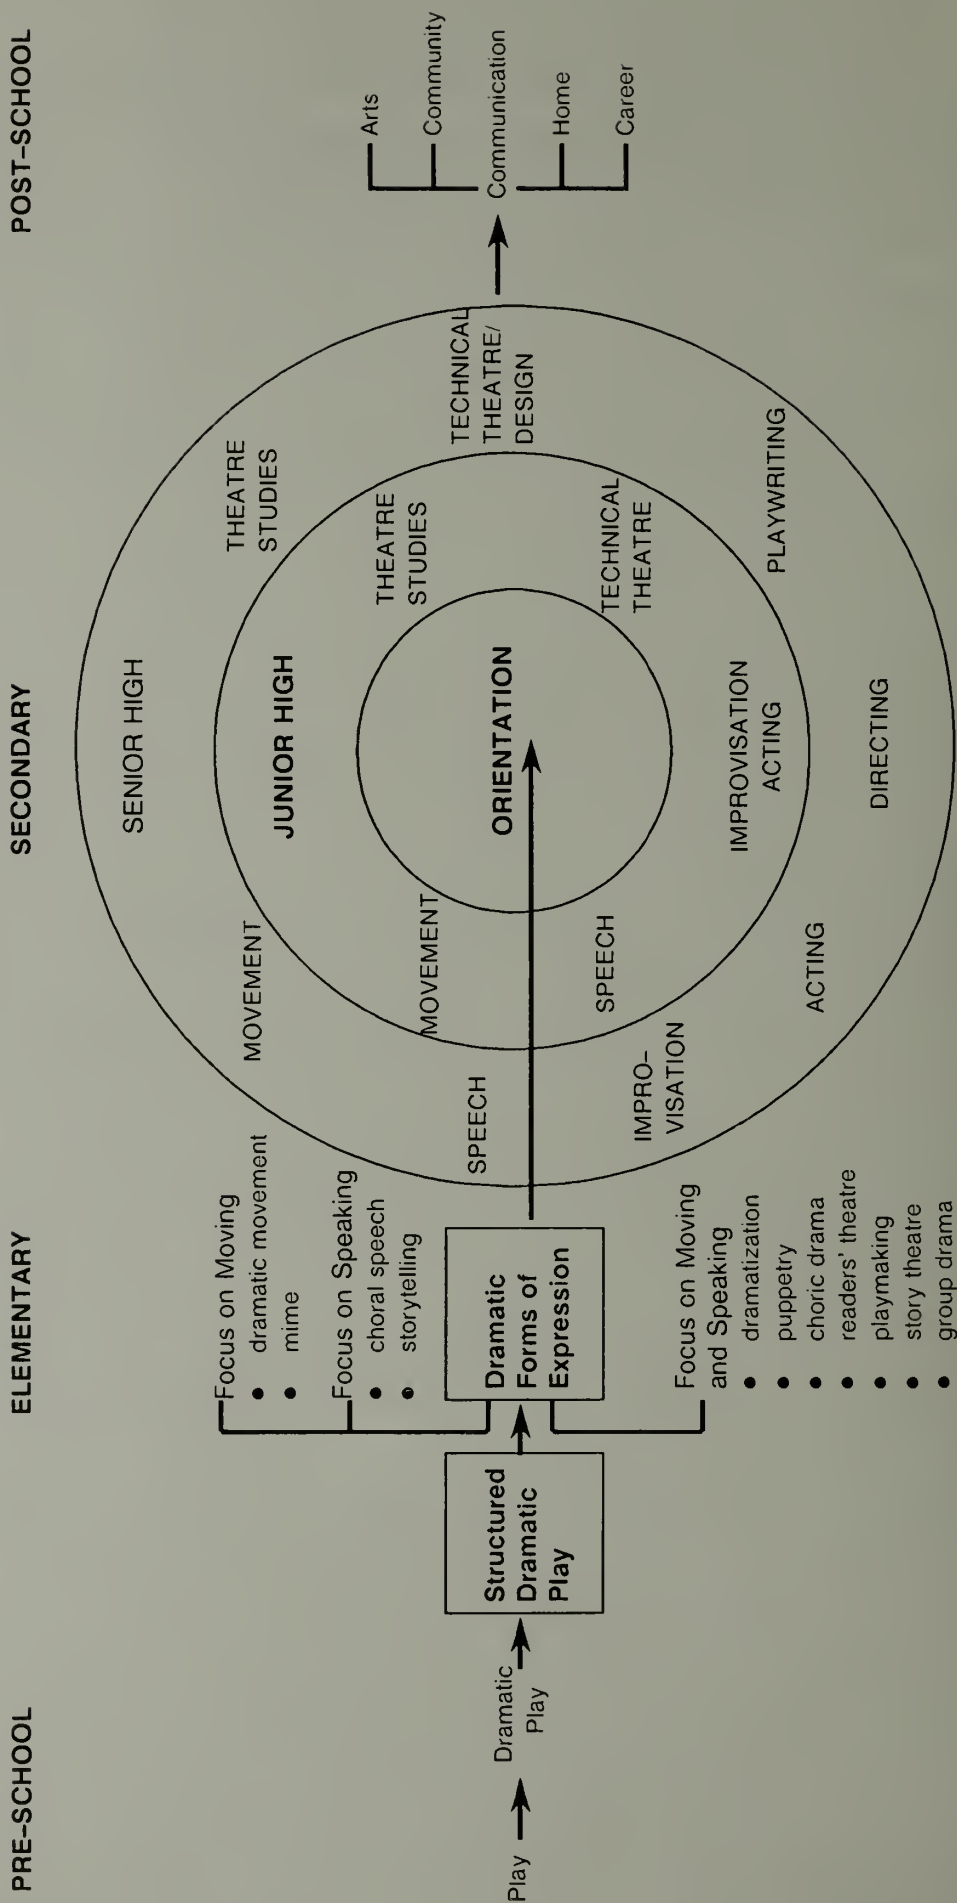 PRE-SCHOOL
ELEMENTARY
SECONDARY
POST-SCHOOL
Play
Dramatic
Play
Structured
Dramatic
Play
Focus on Moving
• dramatic movement
• mime
Focus on Speaking
• choral speech
• storytelling
Dramatic
Forms of
Expression
Focus on Moving
and Speaking
• dramatization
• puppetry
• choric drama
• readers' theatre
• playmaking
• story theatre
• group drama
SENIOR HIGH
MOVEMENT
SPEECH
IMPRO-
VISATION
ACTING
DIRECTING
PLAYWRITING
TECHNICAL
THEATRE/
DESIGN
THEATRE
STUDIES
JUNIOR HIGH
MOVEMENT
SPEECH
IMPROVISATION
ACTING
TECHNICAL
THEATRE
THEATRE
STUDIES
ORIENTATION
Arts
Community
Communication
Home
Career